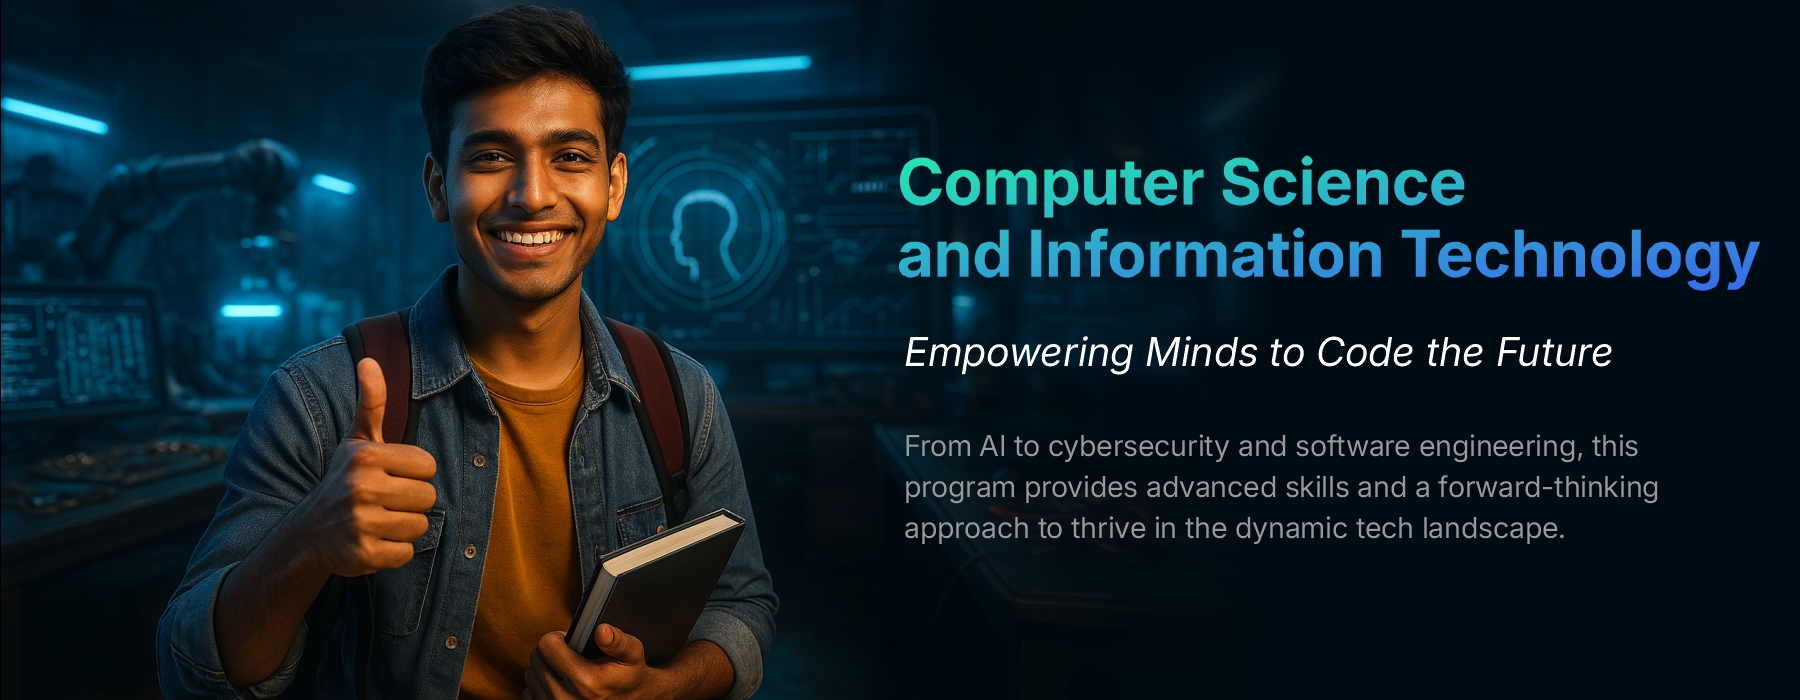 Computer Science
and Information Technology
Empowering Minds to Code the Future
From AI to cybersecurity and software engineering, this
program provides advanced skills and a forward-thinking
approach to thrive in the dynamic tech landscape.